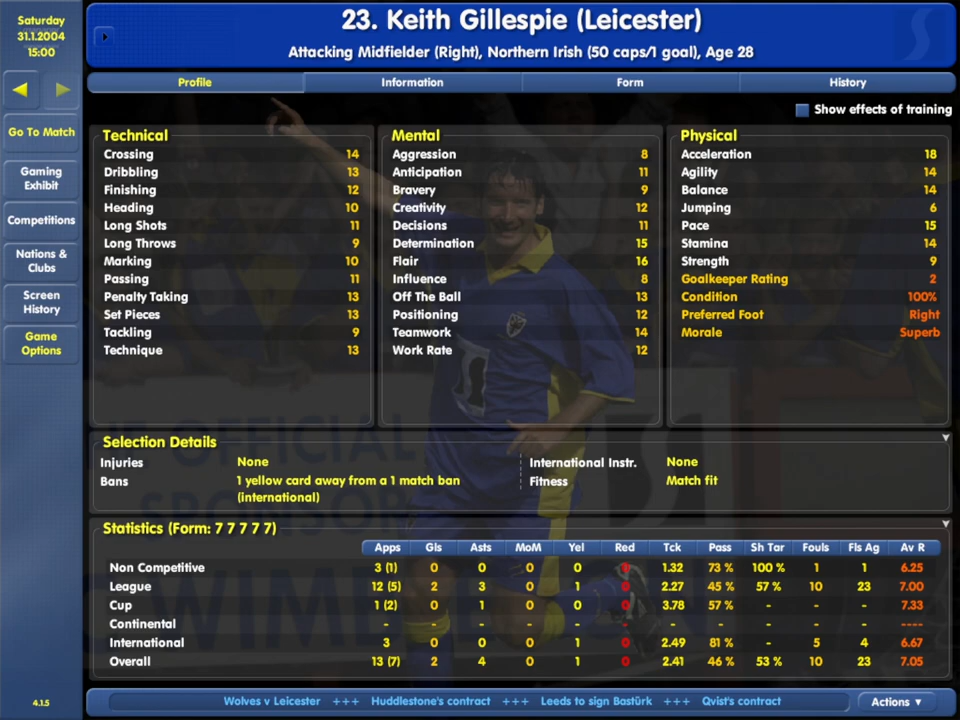 Saturday
31.1.2004
15:00
23. Keith Gillespie (Leicester)
Attacking Midfielder (Right), Northern Irish (50 caps/1 goal), Age 28
Profile Information Form History
Show effects of training
Go To Match
Gaming
Exhibit
Competitions
Nations &
Clubs
Screen
History
Game
Options
4.1.5
Technical
Crossing 14
Dribbling 13
Finishing 12
Heading 10
Long Shots 11
Long Throws 9
Marking 10
Passing 11
Penalty Taking 13
Set Pieces 13
Tackling 9
Technique 13
Mental
Aggression 8
Anticipation 11
Bravery 9
Creativity 12
Decisions 11
Determination 15
Flair 16
Influence 8
Off The Ball 13
Positioning 12
Teamwork 14
Work Rate 12
Physical
Acceleration 18
Agility 14
Balance 14
Jumping 6
Pace 15
Stamina 14
Strength 9
Goalkeeper Rating 2
Condition 100%
Preferred Foot Right
Morale Superb
Selection Details
Injuries None International Instr. None
Bans 1 yellow card away from a 1 match ban Fitness Match fit
(international)
Statistics (Form: 7 7 7 7 7)
Apps Gls Asts MoM Yel Red Tck Pass Sh Tar Fouls Fls Ag Av R
Non Competitive 3 (1) 0 0 0 0 0 1.32 73 % 100 % 1 1 6.25
League 12 (5) 2 3 0 1 0 2.27 45 % 57 % 10 23 7.00
Cup 1 (2) 0 1 0 0 0 3.78 57 % - - - 7.33
Continental - - - - - - - - - - - ----
International 3 0 0 0 1 0 2.49 81 % - 5 4 6.67
Overall 13 (7) 2 4 0 1 0 2.41 46 % 53 % 10 23 7.05
Wolves v Leicester +++ Huddlestone's contract +++ Leeds to sign Bastürk +++ Qvist's contract
Actions ▼
OFFICIAL
SPONSOR
WIMBLEDON